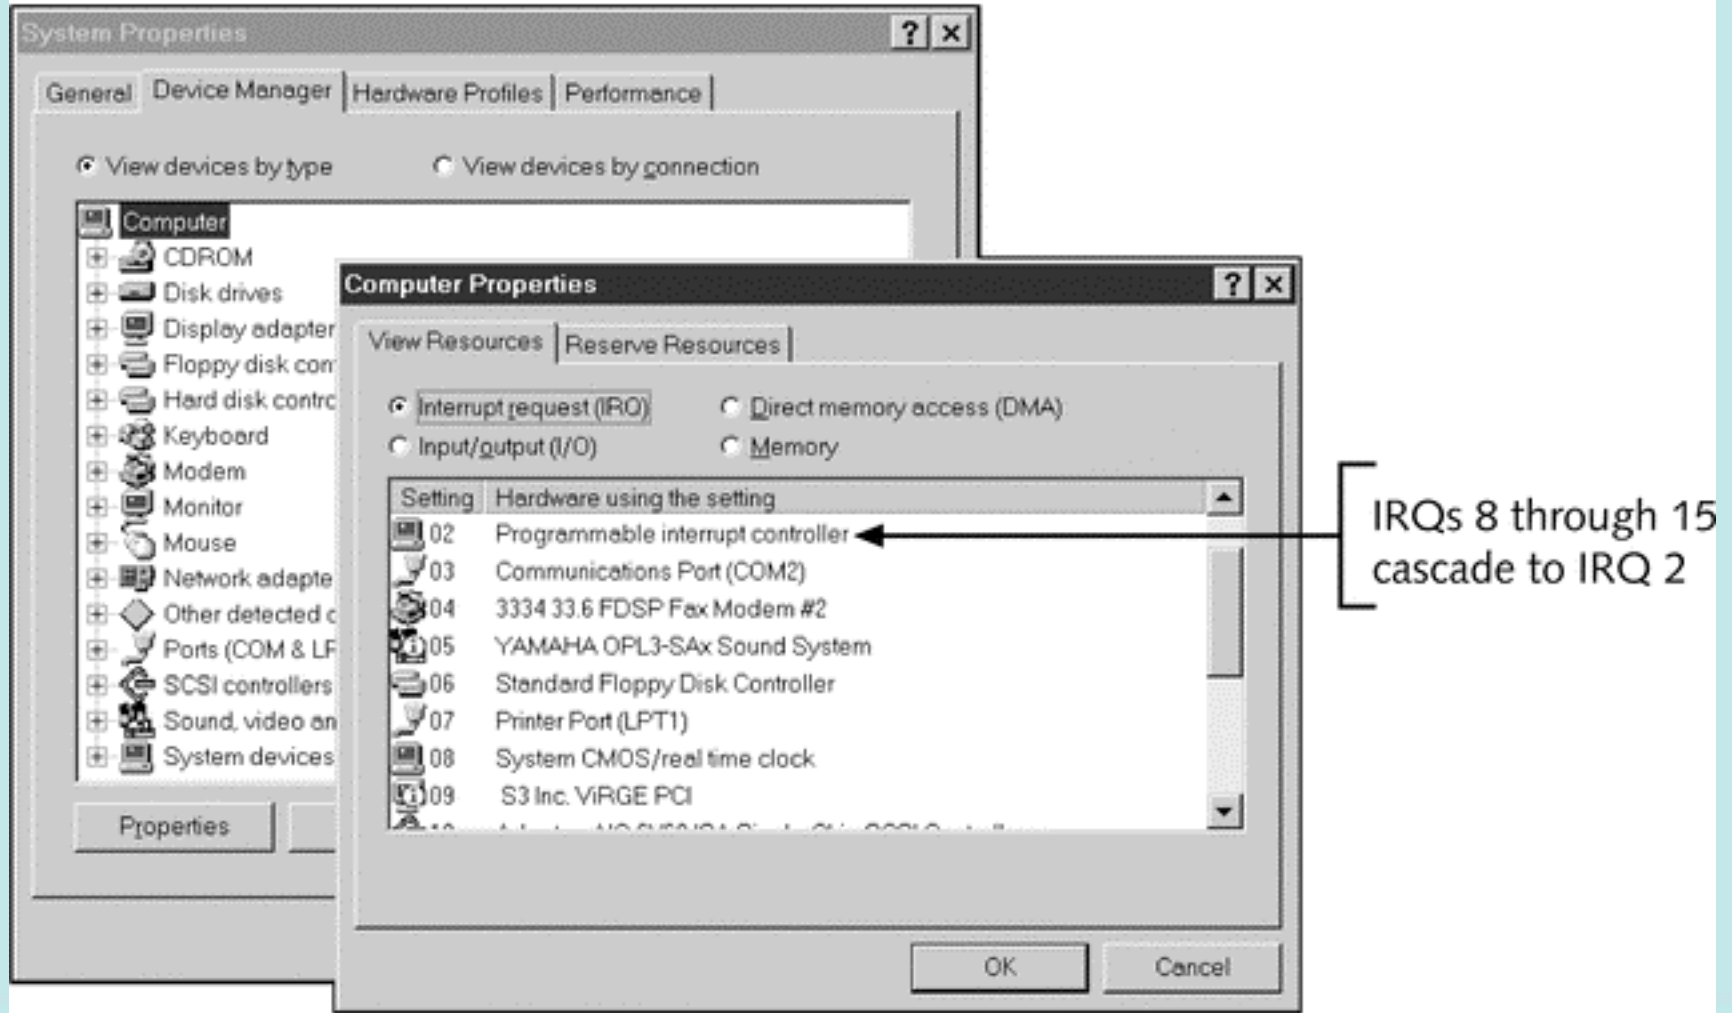 System Properties
General Device Manager Hardware Profiles Performance
View devices by type View devices by connection
Computer
CDROM
Disk drives
Display adapter
Floppy disk con
Hard disk contro
Keyboard
Modem
Monitor
Mouse
Network adapte
Other detected d
Ports (COM & LP
SCSI controllers
Sound, video an
System devices
Properties
Computer Properties
View Resources Reserve Resources
Interrupt request (IRQ) Direct memory access (DMA)
Input/output (I/O) Memory
Setting Hardware using the setting
02 Programmable interrupt controller
03 Communications Port (COM2)
04 3334 33.6 FDSP Fax Modem #2
05 YAMAHA OPL3-SAx Sound System
06 Standard Floppy Disk Controller
07 Printer Port (LPT1)
08 System CMOS/real time clock
09 S3 Inc. ViRGE PCI
OK Cancel
IRQs 8 through 15
cascade to IRQ 2